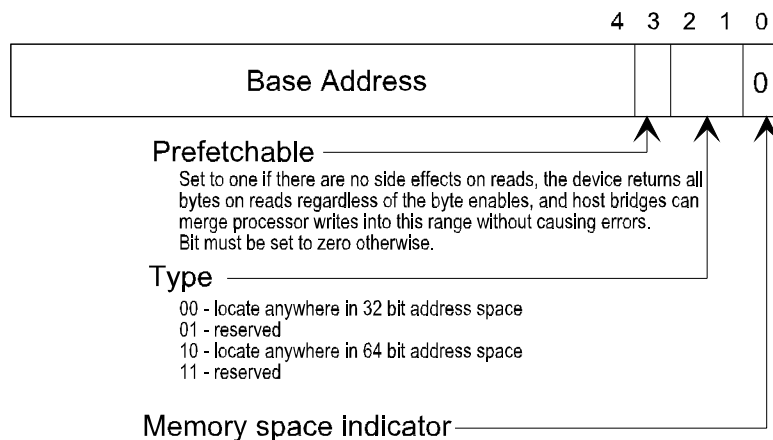 4 3 2 1 0
Base Address 0
Prefetchable
Set to one if there are no side effects on reads, the device returns all
bytes on reads regardless of the byte enables, and host bridges can
merge processor writes into this range without causing errors.
Bit must be set to zero otherwise.
Type
00 - locate anywhere in 32 bit address space
01 - reserved
10 - locate anywhere in 64 bit address space
11 - reserved
Memory space indicator